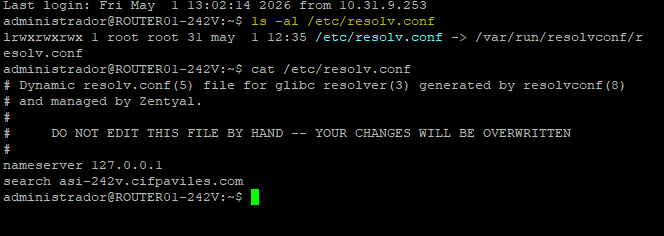 Last login: Fri May  1 13:02:14 2026 from 10.31.9.253
administrador@ROUTER01-242V:~$ ls -al /etc/resolv.conf
lrwxrwxrwx 1 root root 31 may  1 12:35 /etc/resolv.conf -> /var/run/resolvconf/r
esolv.conf
administrador@ROUTER01-242V:~$ cat /etc/resolv.conf
# Dynamic resolv.conf(5) file for glibc resolver(3) generated by resolvconf(8)
# and managed by Zentyal.
#
#     DO NOT EDIT THIS FILE BY HAND -- YOUR CHANGES WILL BE OVERWRITTEN
#
nameserver 127.0.0.1
search asi-242v.cifpaviles.com
administrador@ROUTER01-242V:~$